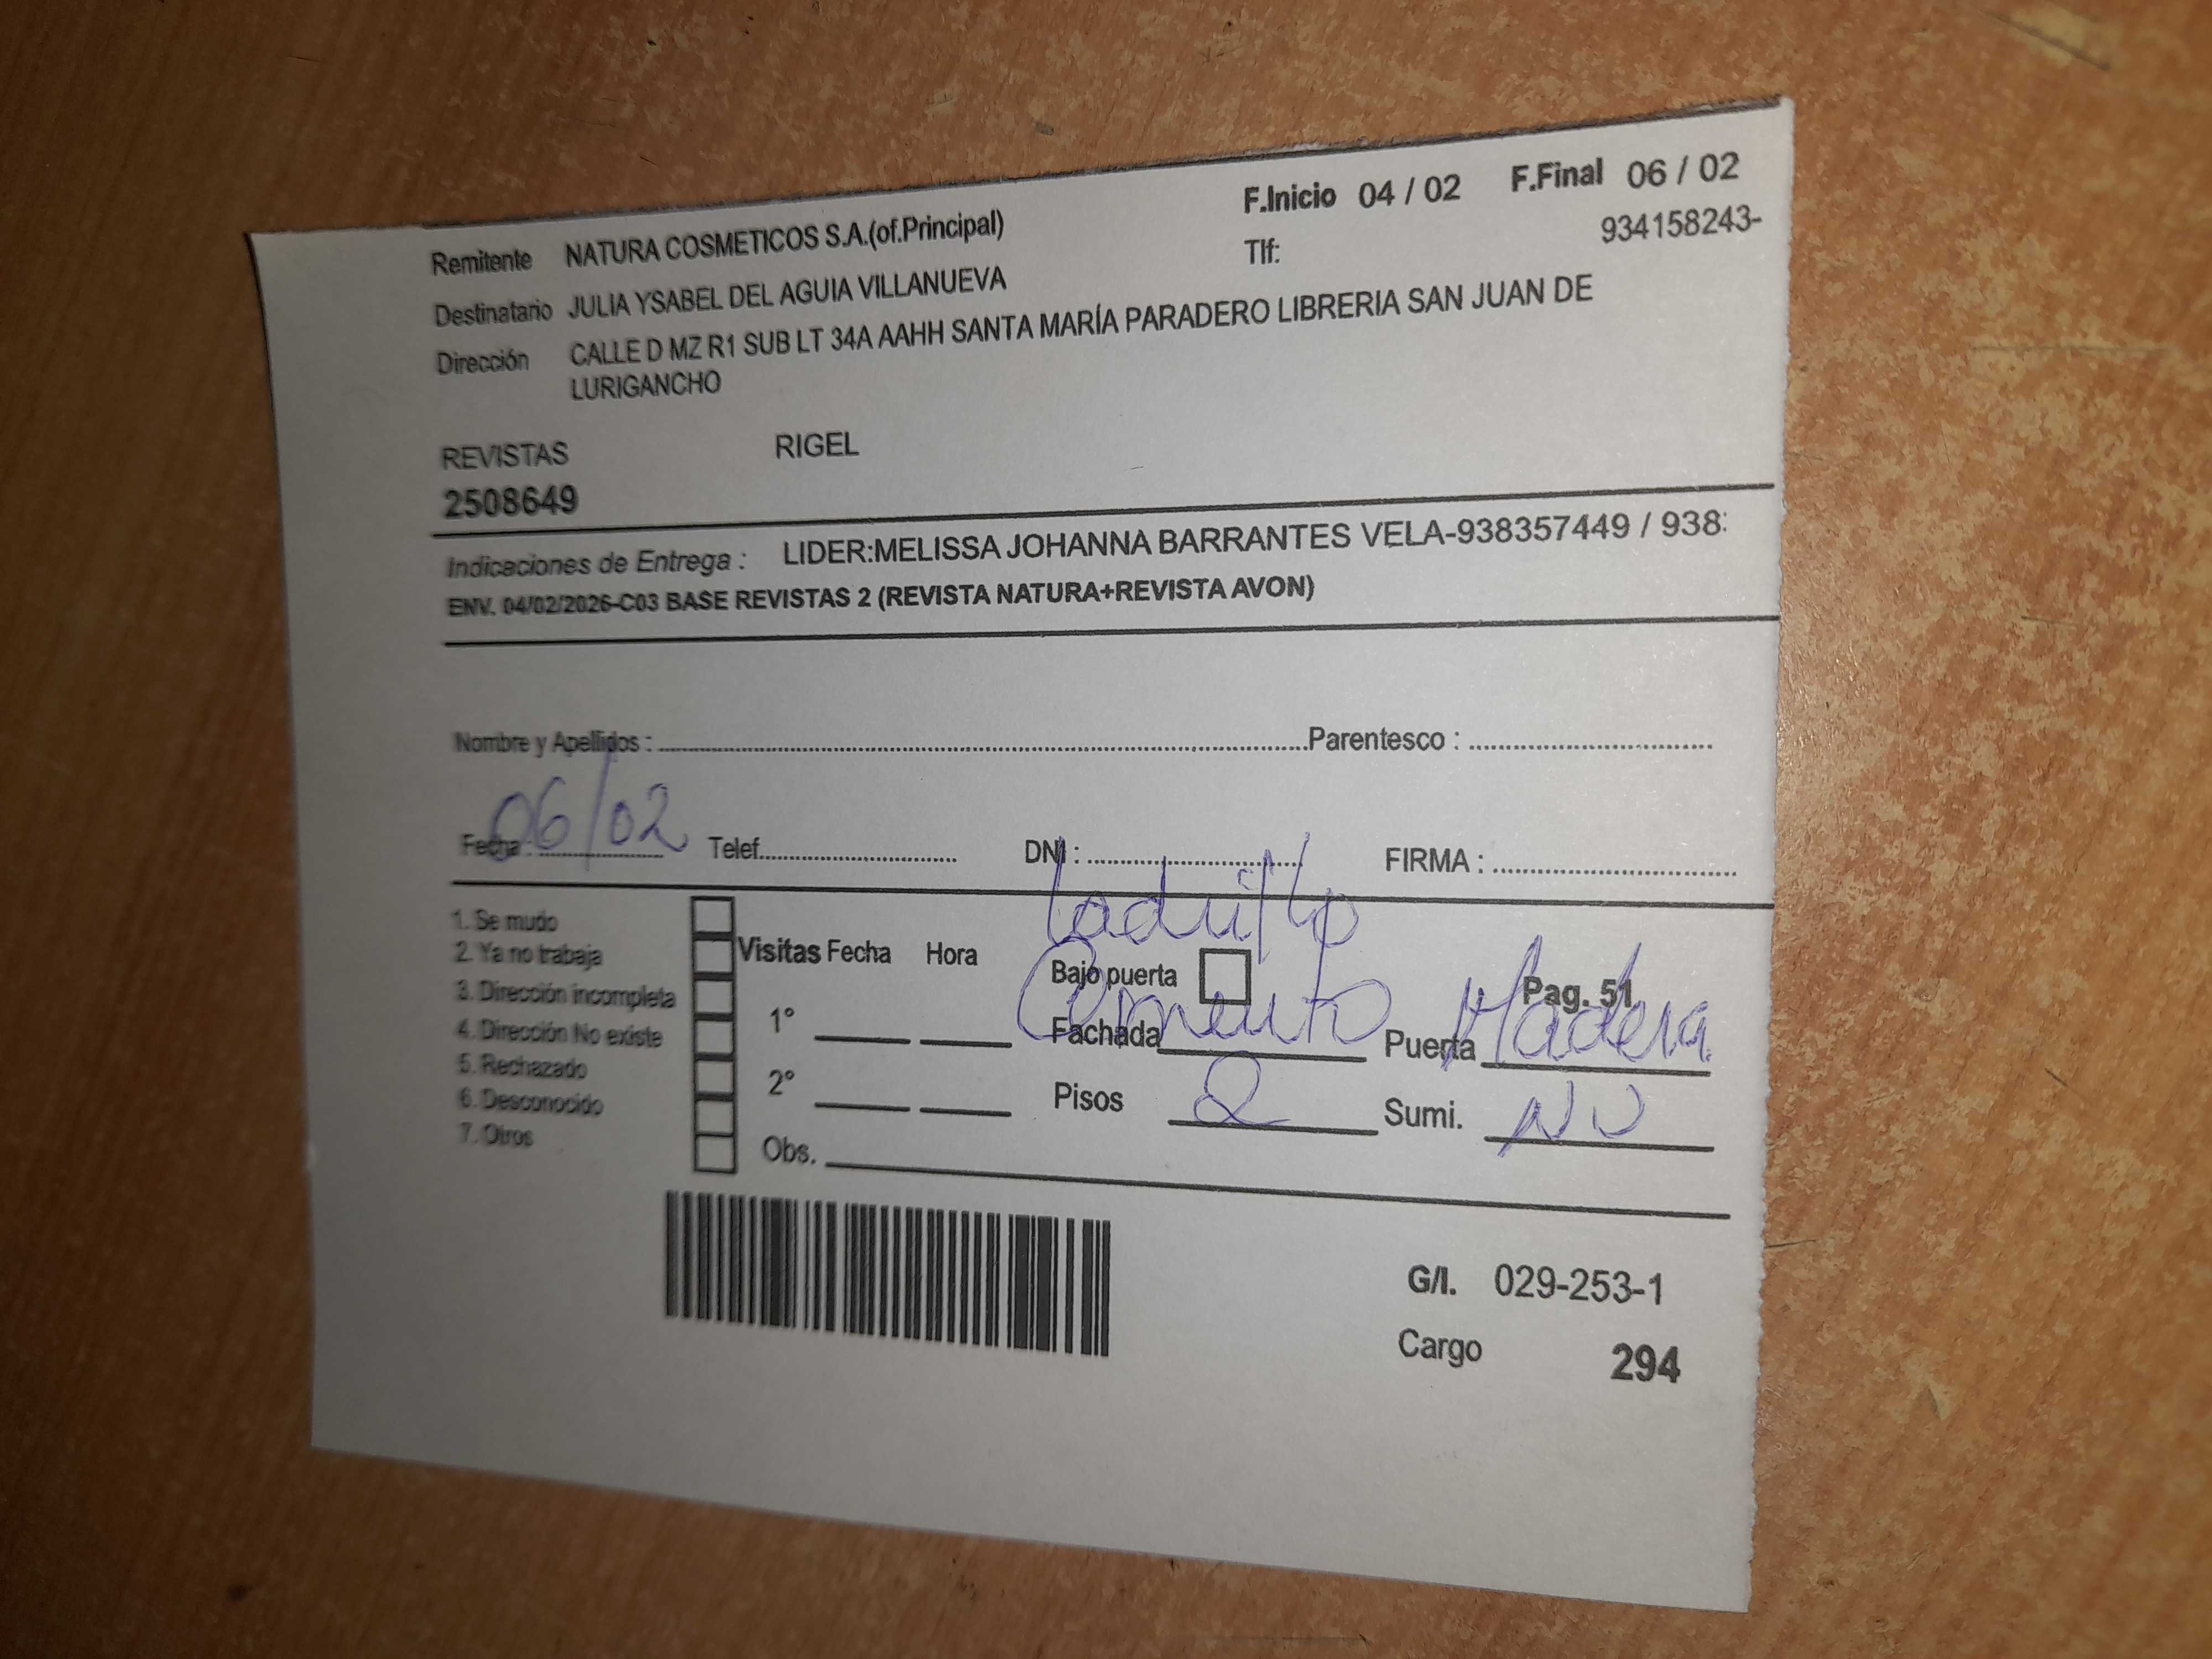 F.Inicio 04 / 02 F.Final 06 / 02
Remitente NATURA COSMETICOS S.A.(of.Principal) Tlf: 934158243-
Destinatario JULIA YSABEL DEL AGUIA VILLANUEVA
Dirección CALLE D MZ R1 SUB LT 34A AAHH SANTA MARÍA PARADERO LIBRERIA SAN JUAN DE
LURIGANCHO
REVISTAS RIGEL
2508649
Indicaciones de Entrega : LIDER:MELISSA JOHANNA BARRANTES VELA-938357449 / 938
ENV. 04/02/2026-C03 BASE REVISTAS 2 (REVISTA NATURA+REVISTA AVON)
Nombre y Apellidos : Parentesco :
Fecha : 06/02 Telef. DNI : FIRMA :
ladrillo
1. Se mudo
2. Ya no trabaja Visitas Fecha Hora Bajo puerta Pag. 51
3. Dirección incompleta
4. Dirección No existe 1° Fachada Cemento Puerta Madera
5. Rechazado
6. Desconocido 2° Pisos 2 Sumi. NO
7. Otros Obs.
G/I. 029-253-1
Cargo 294